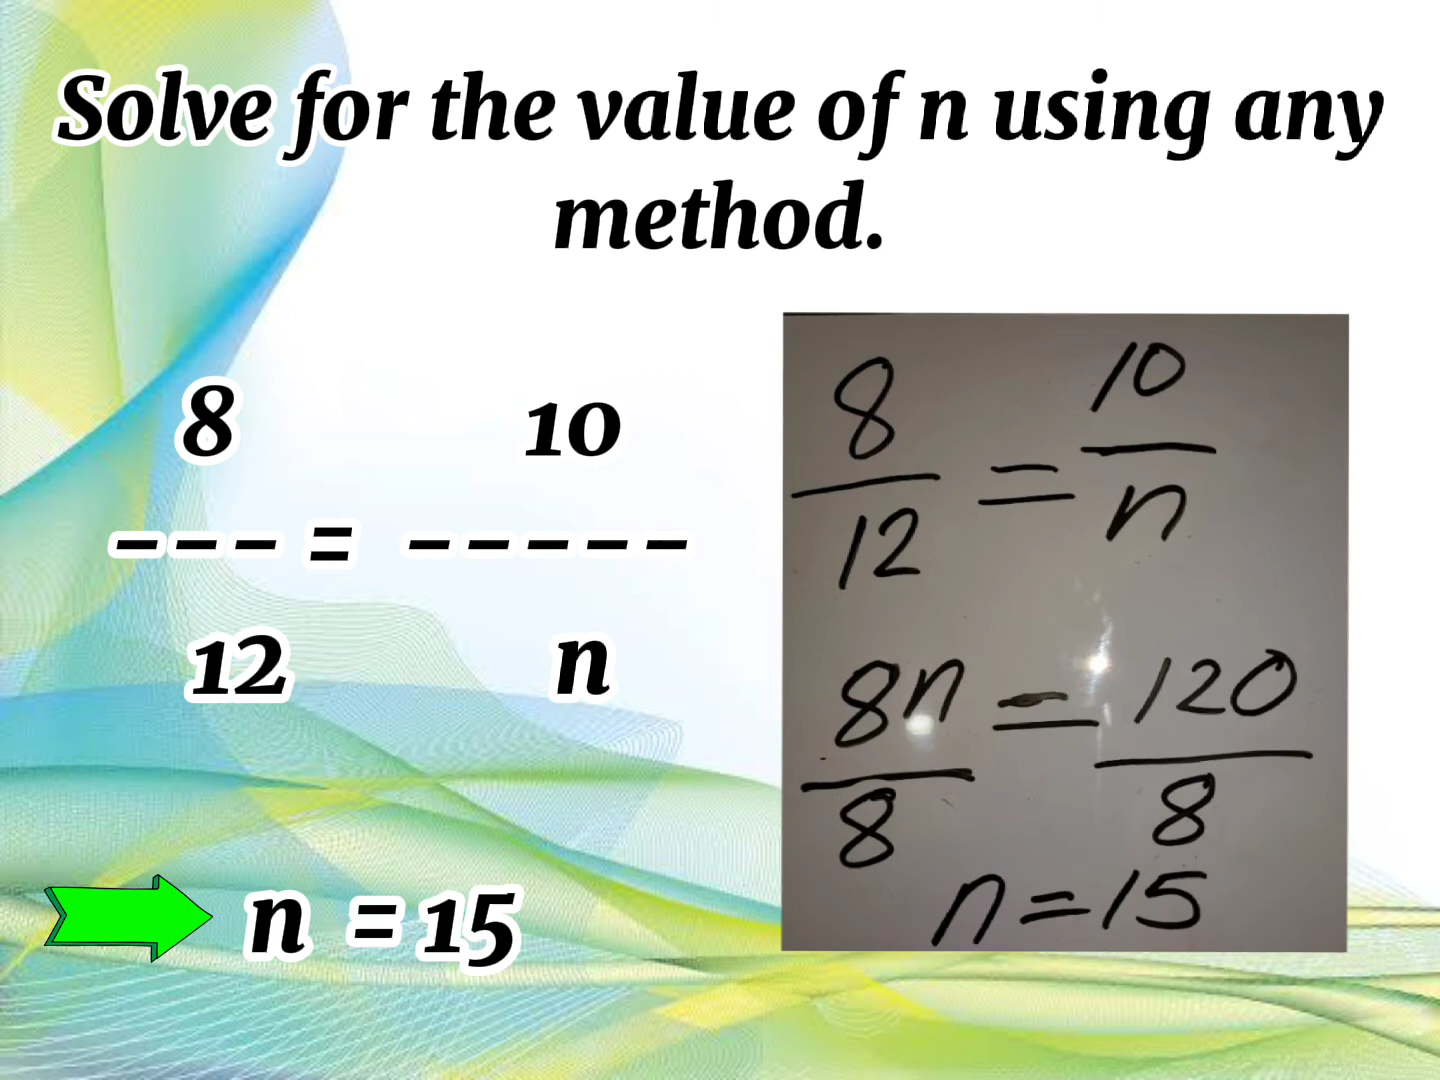 Solve for the value of n using any
method.
8 10
--- = -----
12 n
n = 15
8 10
— = —
12 n
8n = 120
— —
8 8
n = 15